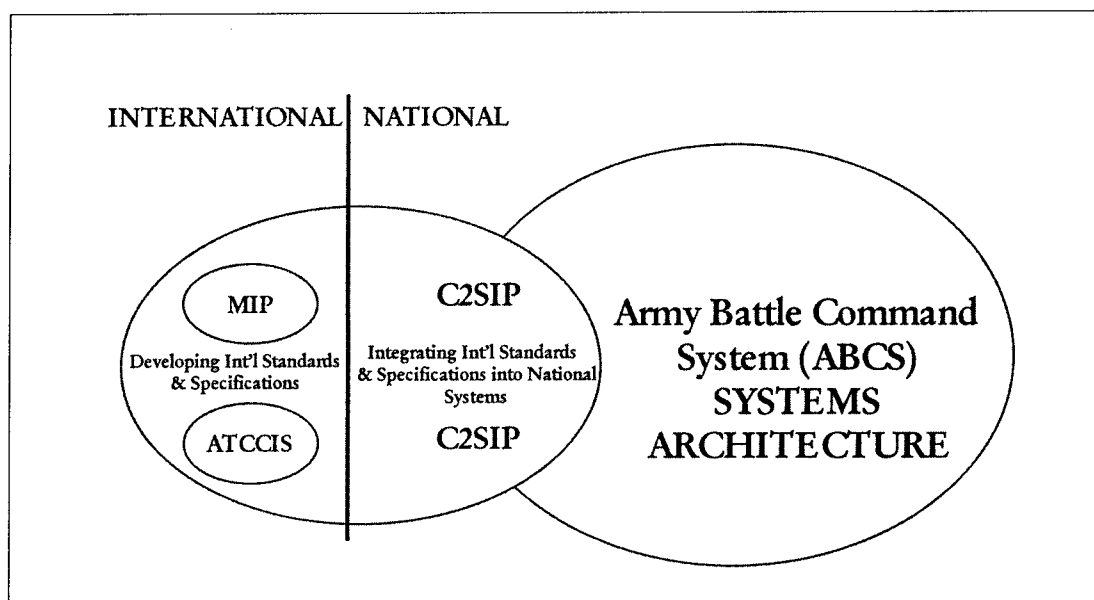 INTERNATIONAL NATIONAL
MIP
Developing Int'l Standards
& Specifications
ATCCIS
C2SIP
Integrating Int'l Standards
& Specifications into National
Systems
C2SIP
Army Battle Command
System (ABCS)
SYSTEMS
ARCHITECTURE